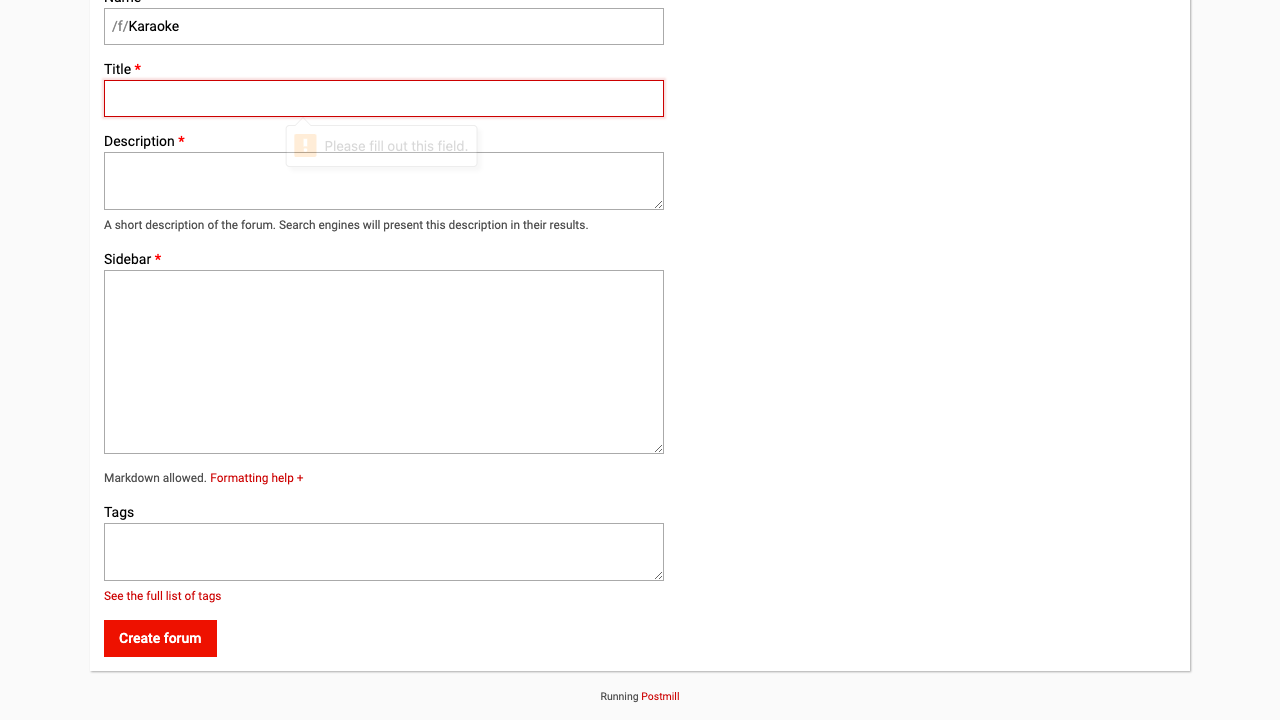 Name
/f/Karaoke
Title *
Please fill out this field.
Description *
A short description of the forum. Search engines will present this description in their results.
Sidebar *
Markdown allowed. Formatting help +
Tags
See the full list of tags
Create forum
Running Postmill